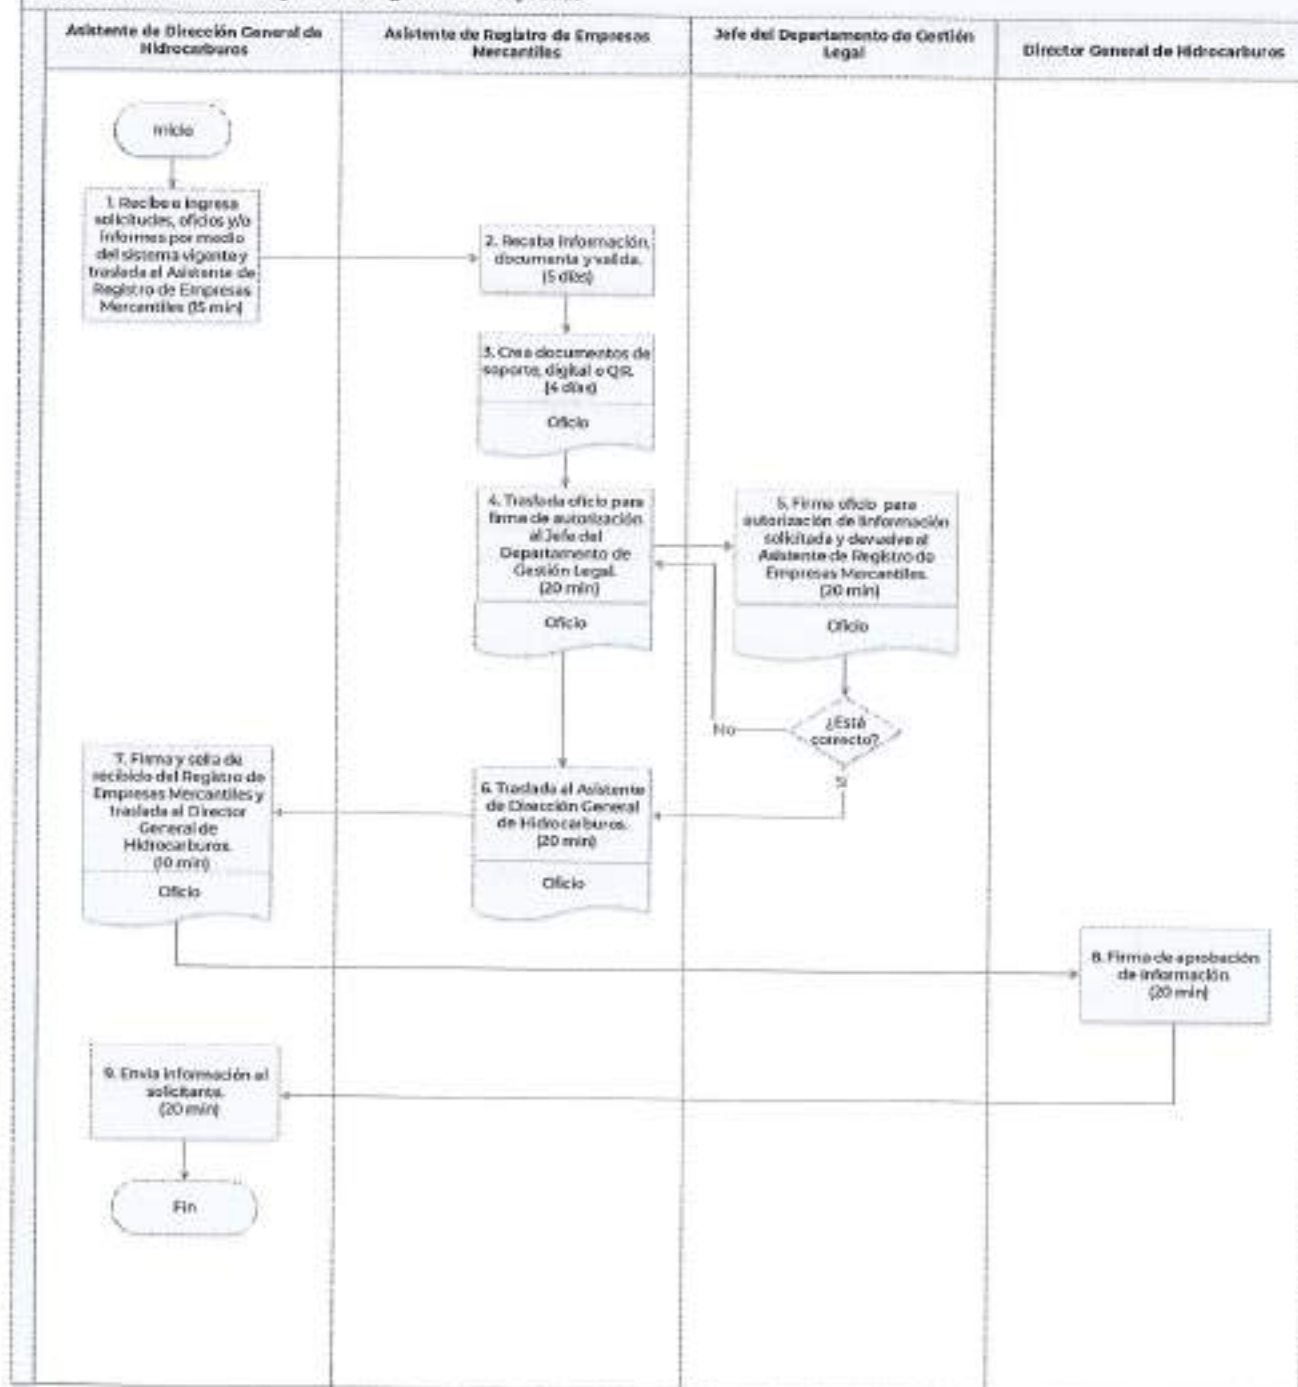 Asistente de Dirección General de
Hidrocarburos
Asistente de Registro de Empresas
Mercantiles
Jefe del Departamento de Gestión
Legal
Director General de Hidrocarburos
Inicio
1. Recibe o ingresa
solicitudes, oficios y/o
informes por medio
del sistema vigente y
traslada al Asistente de
Registro de Empresas
Mercantiles (15 min)
2. Recaba información,
documenta y valida.
(5 días)
3. Crea documentos de
soporte, digital o QR.
(4 días)
Oficio
4. Traslada oficio para
firma de autorización
al Jefe del
Departamento de
Gestión Legal.
(20 min)
Oficio
5. Firma oficio para
autorización de linformación
solicitada y devuelve al
Asistente de Registro de
Empresas Mercantiles.
(20 min)
Oficio
¿Está
correcto?
No
Si
6. Traslada al Asistente
de Dirección General
de Hidrocarburos.
(20 min)
Oficio
7. Firma y sella de
recibido del Registro de
Empresas Mercantiles y
traslada al Director
General de
Hidrocarburos.
(10 min)
Oficio
8. Firma de aprobación
de información
(20 min)
9. Envía información al
solicitante.
(20 min)
Fin